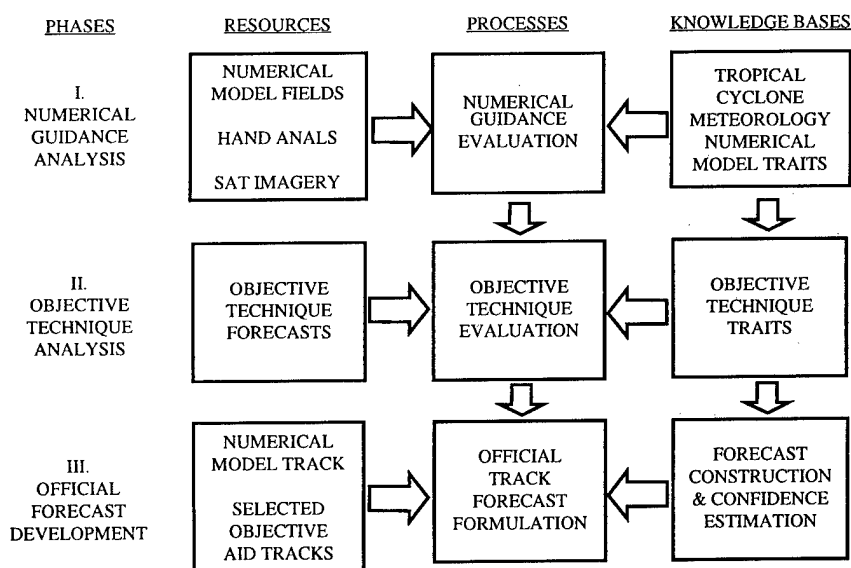 PHASES
RESOURCES
PROCESSES
KNOWLEDGE BASES
I.
NUMERICAL
GUIDANCE
ANALYSIS
NUMERICAL
MODEL FIELDS
HAND ANALS
SAT IMAGERY
NUMERICAL
GUIDANCE
EVALUATION
TROPICAL
CYCLONE
METEOROLOGY
NUMERICAL
MODEL TRAITS
II.
OBJECTIVE
TECHNIQUE
ANALYSIS
OBJECTIVE
TECHNIQUE
FORECASTS
OBJECTIVE
TECHNIQUE
EVALUATION
OBJECTIVE
TECHNIQUE
TRAITS
III.
OFFICIAL
FORECAST
DEVELOPMENT
NUMERICAL
MODEL TRACK
SELECTED
OBJECTIVE
AID TRACKS
OFFICIAL
TRACK
FORECAST
FORMULATION
FORECAST
CONSTRUCTION
& CONFIDENCE
ESTIMATION